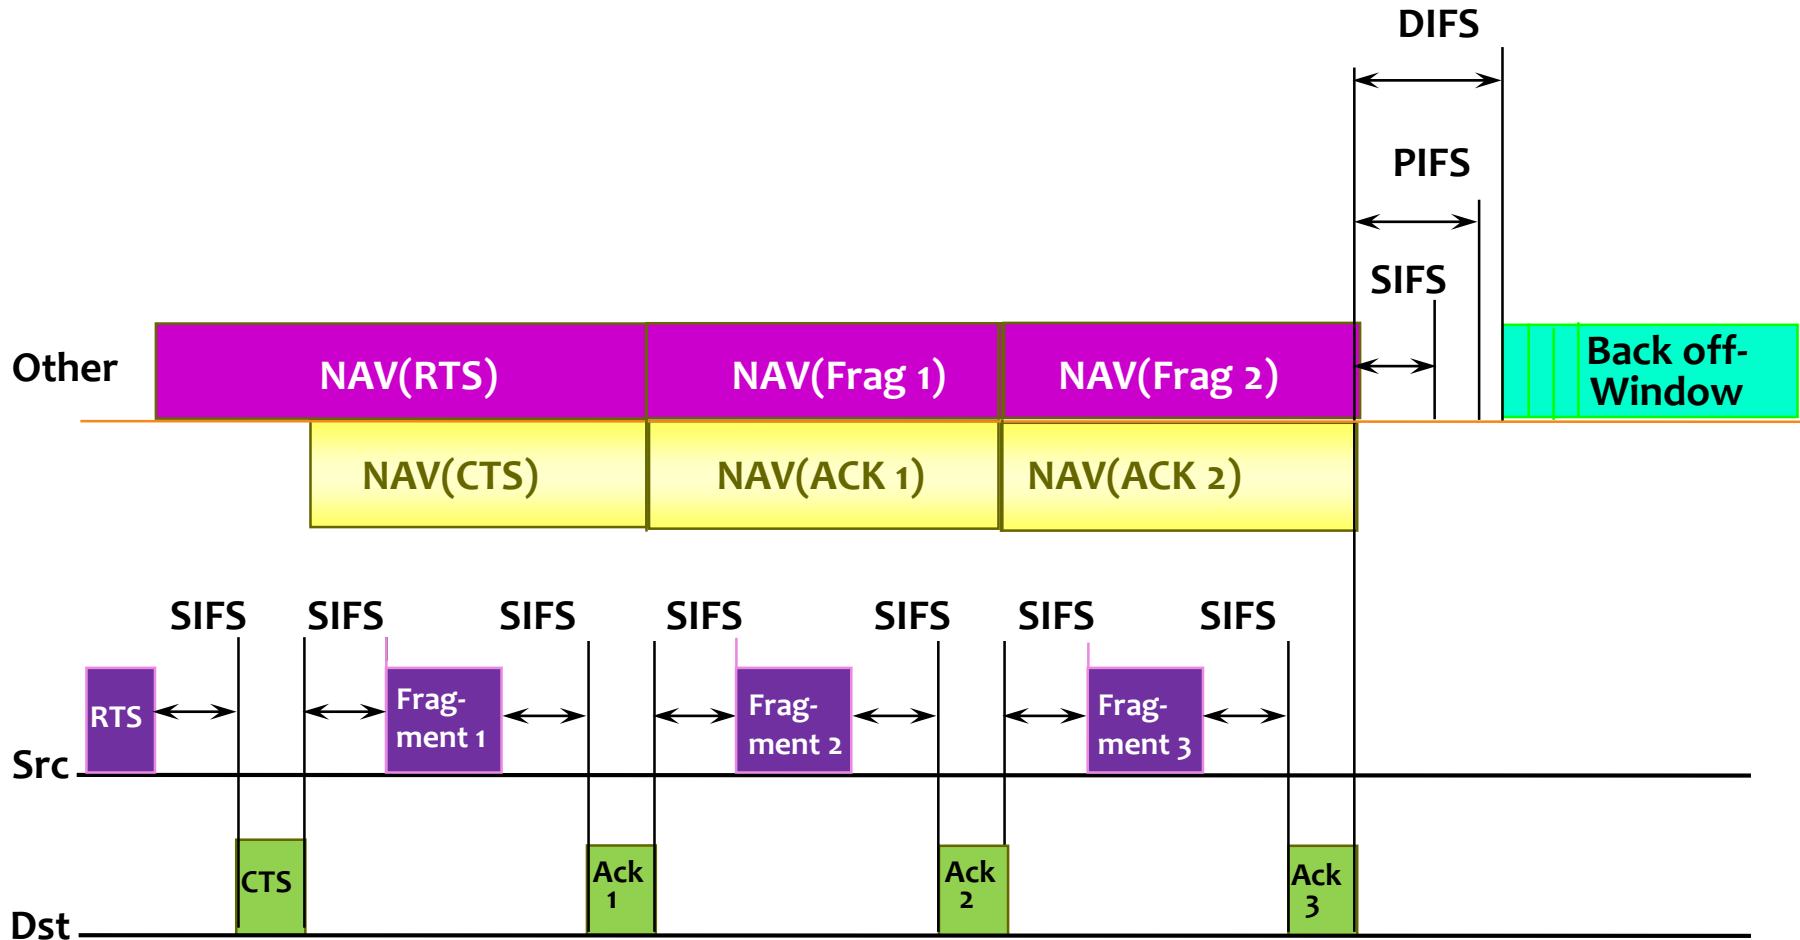 DIFS
PIFS
SIFS
Other
NAV(RTS)
NAV(Frag 1)
NAV(Frag 2)
Back off-
Window
NAV(CTS)
NAV(ACK 1)
NAV(ACK 2)
SIFS
SIFS
SIFS
SIFS
SIFS
SIFS
SIFS
RTS
Frag-
ment 1
Frag-
ment 2
Frag-
ment 3
Src
CTS
Ack
1
Ack
2
Ack
3
Dst